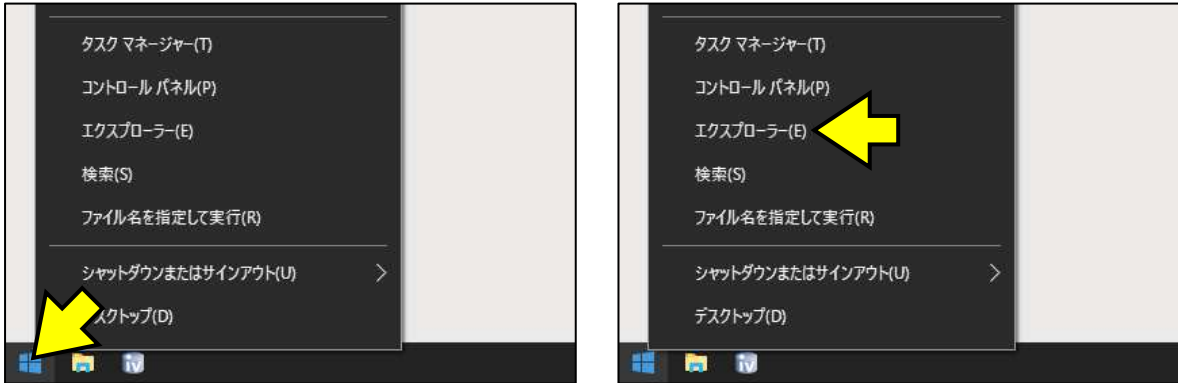 タスク マネージャー(T)
コントロール パネル(P)
エクスプローラー(E)
検索(S)
ファイル名を指定して実行(R)
シャットダウンまたはサインアウト(U)
スクトップ(D)
iv
タスク マネージャー(T)
コントロール パネル(P)
エクスプローラー(E)
検索(S)
ファイル名を指定して実行(R)
シャットダウンまたはサインアウト(U)
デスクトップ(D)
iv